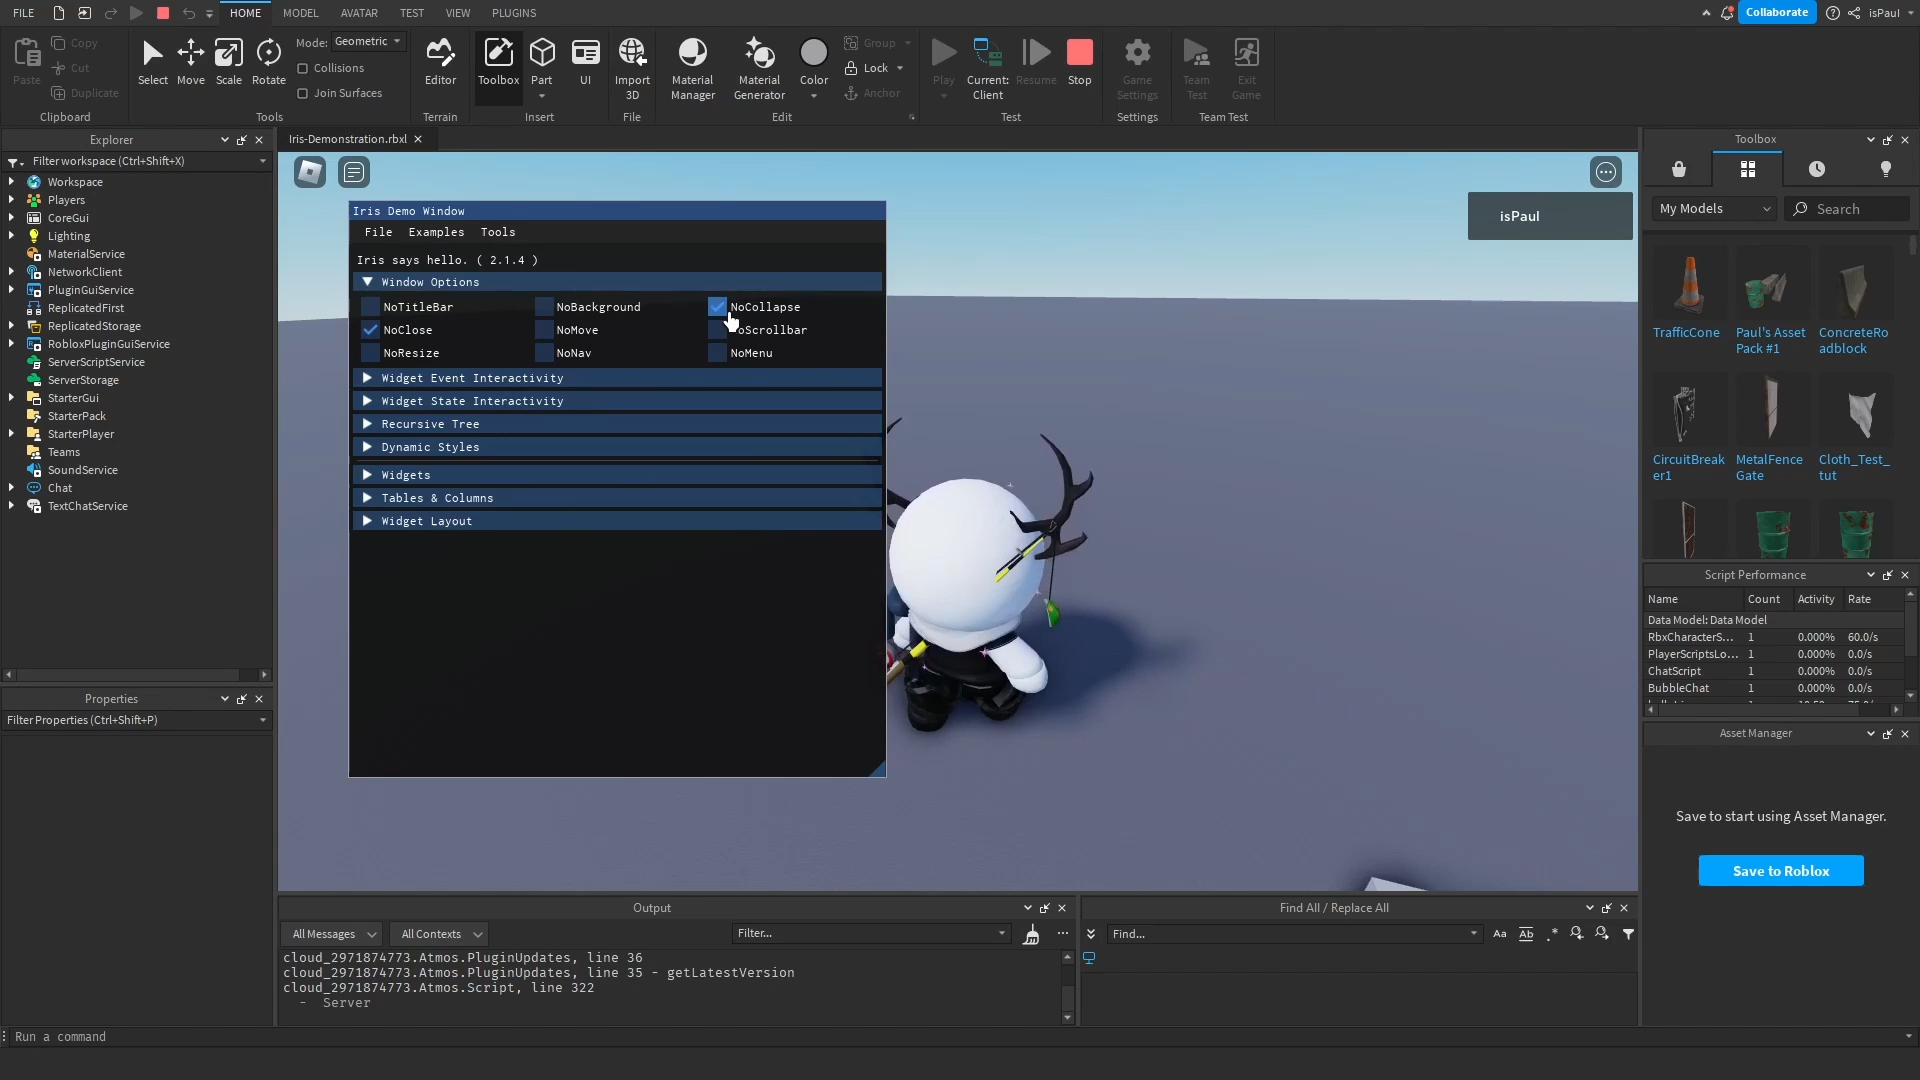 FILE
HOME
MODEL
AVATAR
TEST
VIEW
PLUGINS
Collaborate
isPaul
Paste
Copy
Cut
Duplicate
Clipboard
Select
Move
Scale
Rotate
Mode: Geometric
Collisions
Join Surfaces
Tools
Editor
Terrain
Toolbox
Part
UI
Insert
Import
3D
File
Material
Manager
Material
Generator
Color
Group
Lock
Anchor
Edit
Play
Current:
Client
Resume
Stop
Test
Game
Settings
Settings
Team
Test
Exit
Game
Team Test
Explorer
Filter workspace (Ctrl+Shift+X)
Workspace
Players
CoreGui
Lighting
MaterialService
NetworkClient
PluginGuiService
ReplicatedFirst
ReplicatedStorage
RobloxPluginGuiService
ServerScriptService
ServerStorage
StarterGui
StarterPack
StarterPlayer
Teams
SoundService
Chat
TextChatService
Properties
Filter Properties (Ctrl+Shift+P)
Iris-Demonstration.rbxl
Iris Demo Window
File Examples Tools
Iris says hello. ( 2.1.4 )
Window Options
NoTitleBar NoBackground NoCollapse
NoClose NoMove oScrollbar
NoResize NoNav NoMenu
Widget Event Interactivity
Widget State Interactivity
Recursive Tree
Dynamic Styles
Widgets
Tables & Columns
Widget Layout
isPaul
Output
All Messages
All Contexts
Filter...
cloud_2971874773.Atmos.PluginUpdates, line 36
cloud_2971874773.Atmos.PluginUpdates, line 35 - getLatestVersion
cloud_2971874773.Atmos.Script, line 322
- Server
Find All / Replace All
Find...
Aa
Ab
Toolbox
My Models
Search
TrafficCone
Paul's Asset
Pack #1
ConcreteRo
adblock
CircuitBreak
er1
MetalFence
Gate
Cloth_Test_
tut
Script Performance
Name Count Activity Rate
Data Model: Data Model
RbxCharacterS... 1 0.000% 60.0/s
PlayerScriptsLo... 1 0.000% 0.0/s
ChatScript 1 0.000% 0.0/s
BubbleChat 1 0.000% 0.0/s
Asset Manager
Save to start using Asset Manager.
Save to Roblox
Run a command